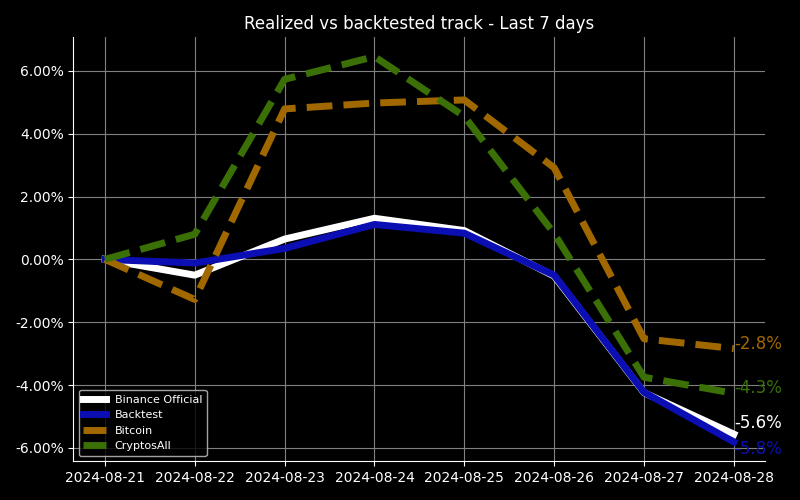 Realized vs backtested track - Last 7 days
6.00%
4.00%
2.00%
0.00%
-2.00%
-4.00%
-6.00%
-2.8%
-4.3%
-5.6%
-5.8%
Binance Official
Backtest
Bitcoin
CryptosAll
2024-08-21 2024-08-22 2024-08-23 2024-08-24 2024-08-25 2024-08-26 2024-08-27 2024-08-28